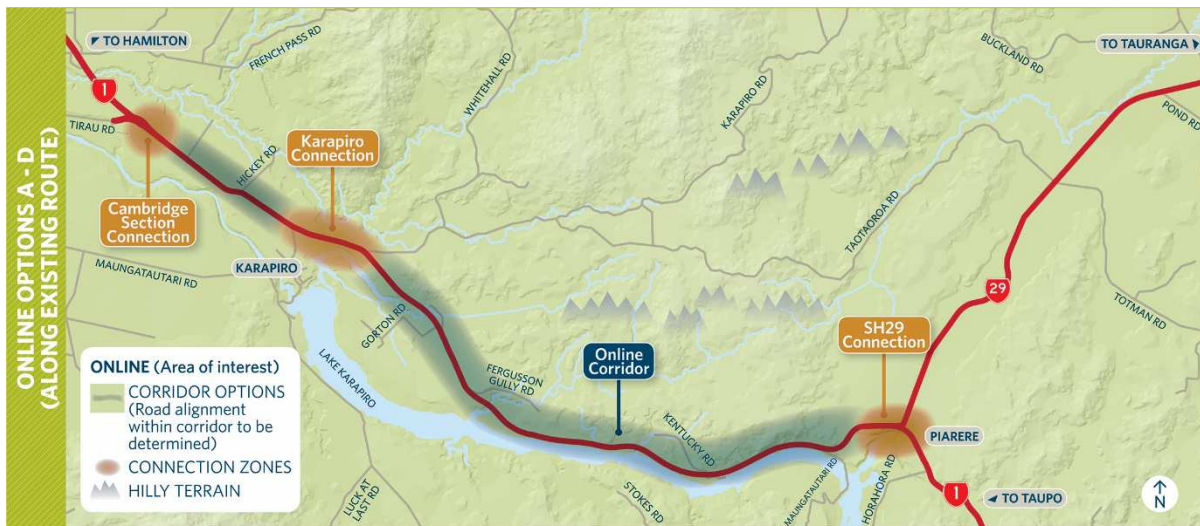 ONLINE OPTIONS A - D
(ALONG EXISTING ROUTE)
TO HAMILTON
FRENCH PASS RD
BUCKLAND RD
TO TAURANGA
1
TIRAU RD
WHITEHALL RD
KARAPIRO RD
POND RD
HICKEY RD
Karapiro
Connection
Cambridge
Section
Connection
TAOTAOROA RD
MAUNGATAUTARI RD
KARAPIRO
29
TOTMAN RD
GORTON RD
SH29
Connection
LAKE KARAPIRO
Online
Corridor
FERGUSSON
GULLY RD
KENTUCKY RD
PIARERE
MAUNGATAUTARI RD
HORAHORA RD
STOKES RD
LUCK AT
LAST RD
1
TO TAUPO
N
ONLINE (Area of interest)
CORRIDOR OPTIONS
(Road alignment
within corridor to be
determined)
CONNECTION ZONES
HILLY TERRAIN